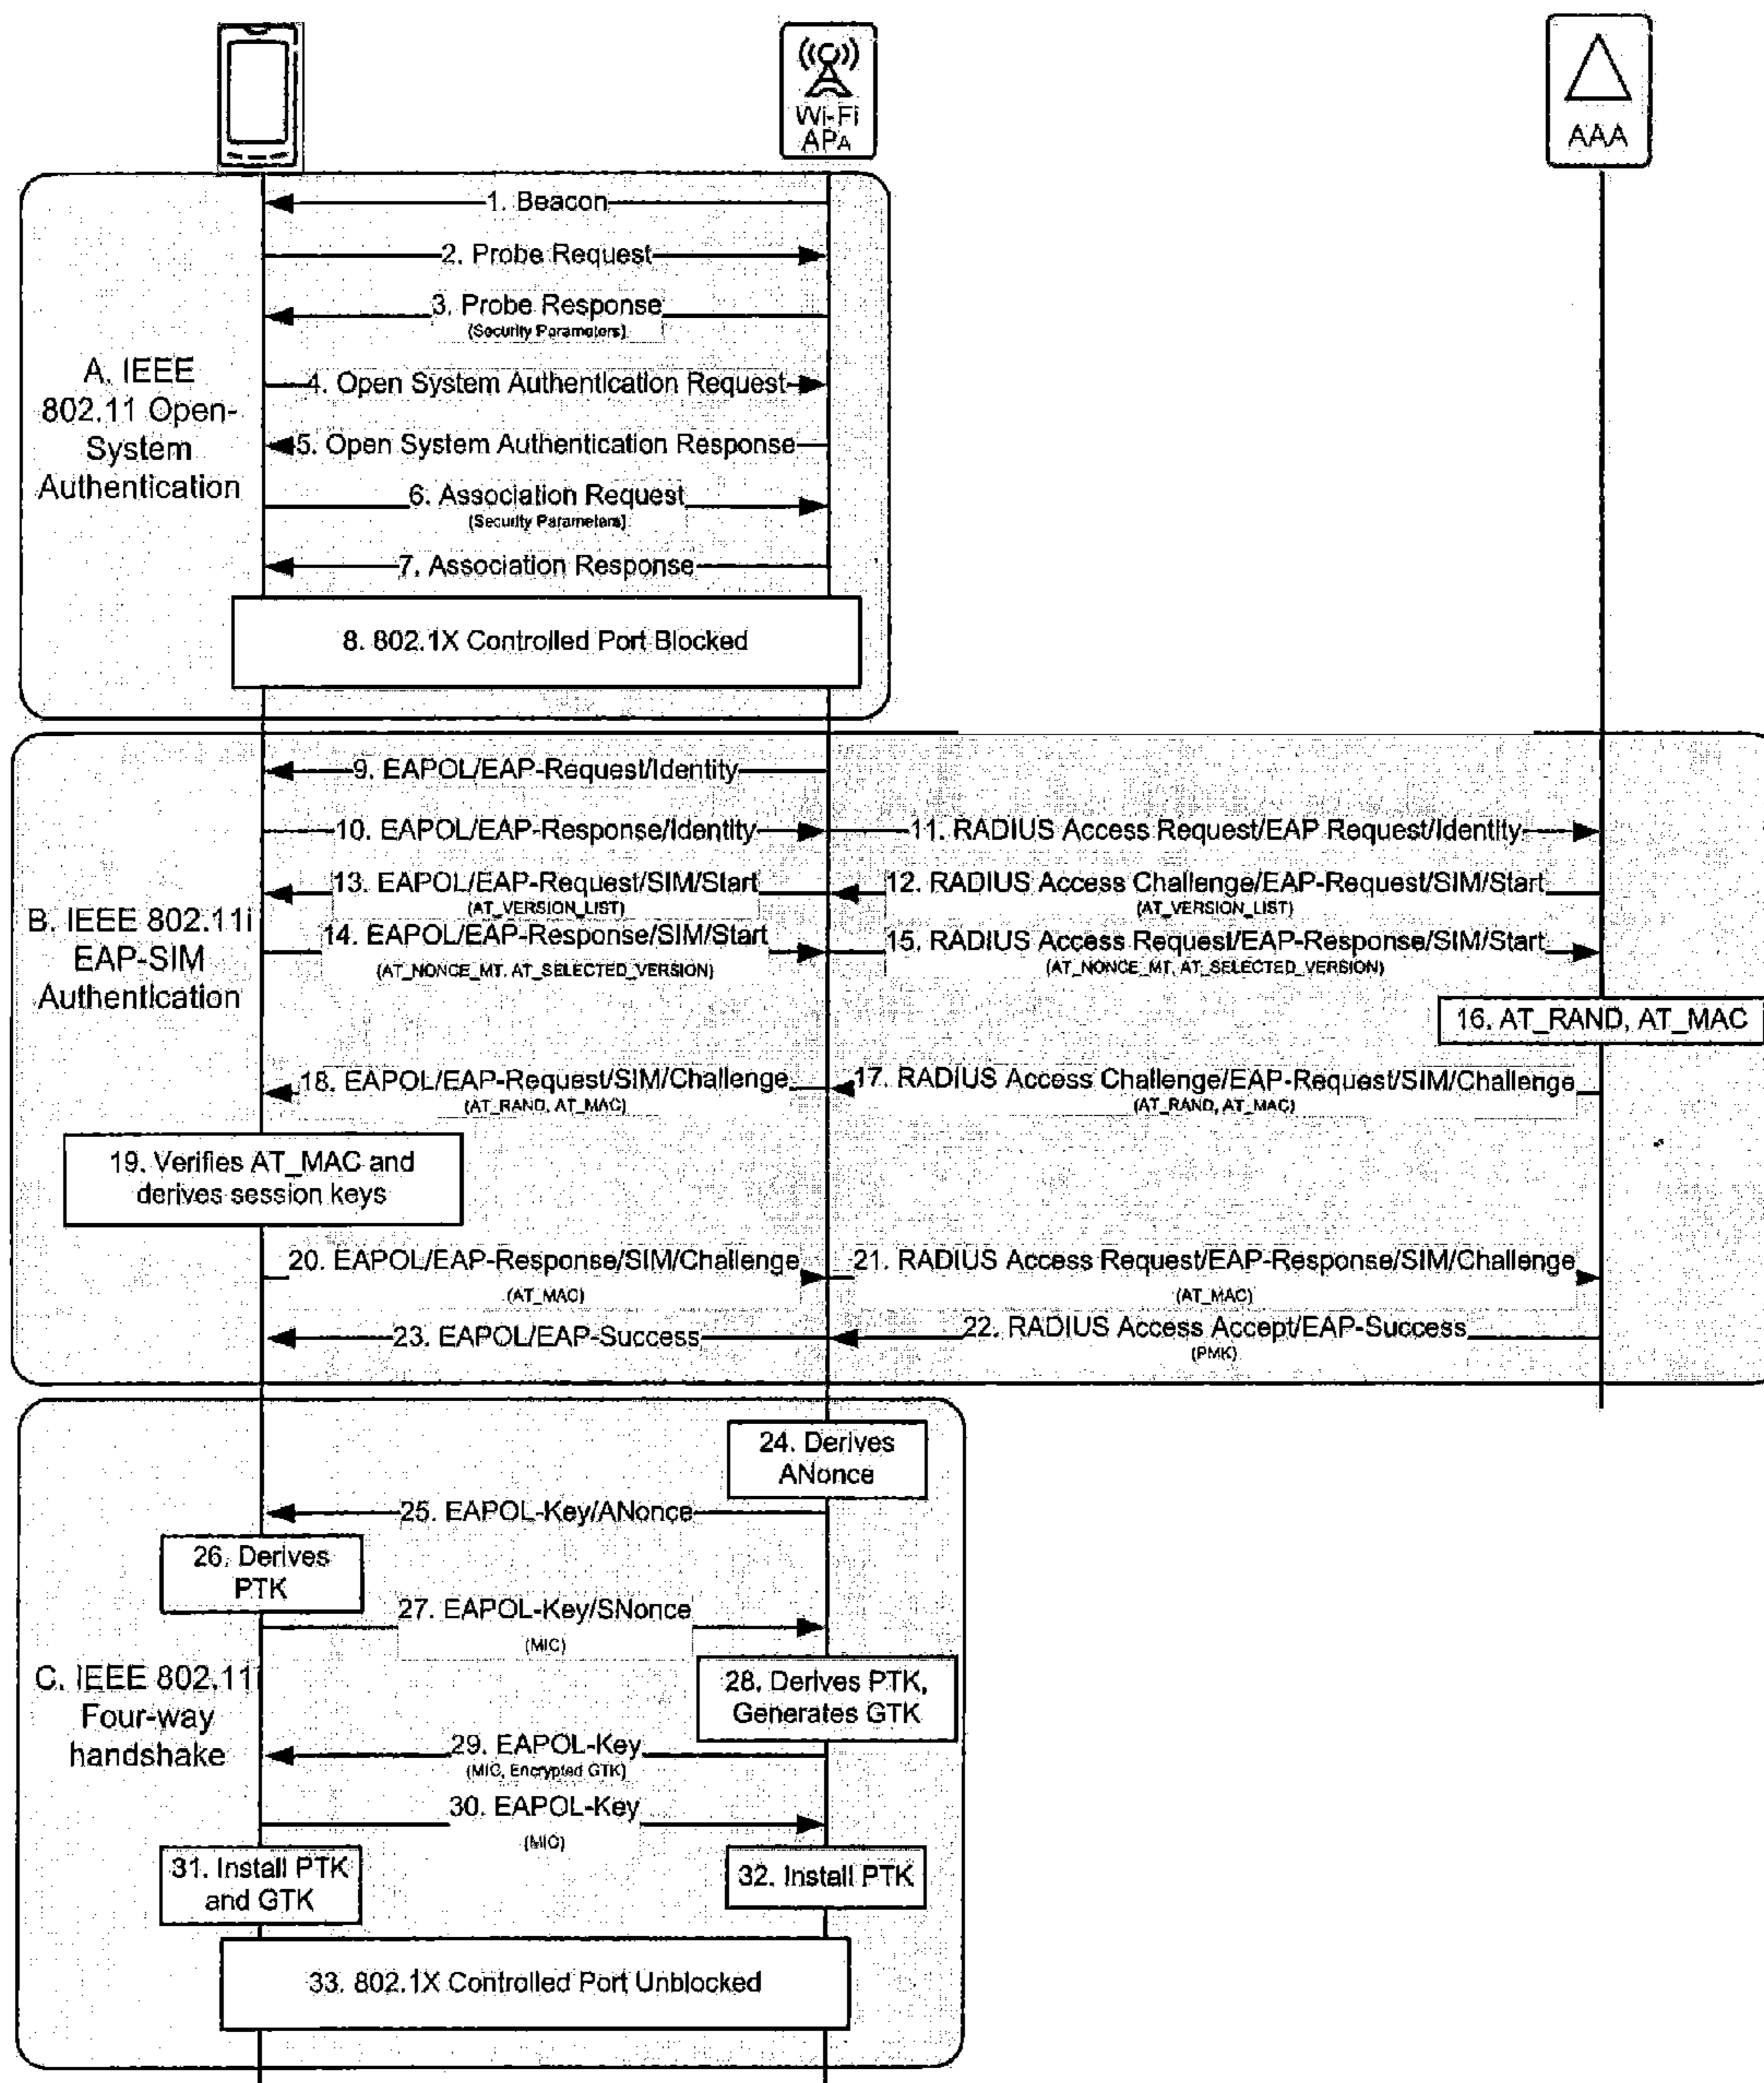 Wi-Fi
APA
AAA
1. Beacon
2. Probe Request
3. Probe Response
(Security Parameters)
A. IEEE
802.11 Open-
System
Authentication
4. Open System Authentication Request
5. Open System Authentication Response
6. Association Request
(Security Parameters)
7. Association Response
8. 802.1X Controlled Port Blocked
9. EAPOL/EAP-Request/Identity
10. EAPOL/EAP-Response/Identity
11. RADIUS Access Request/EAP Request/Identity
13. EAPOL/EAP-Request/SIM/Start
(AT_VERSION_LIST)
12. RADIUS Access Challenge/EAP-Request/SIM/Start
(AT_VERSION_LIST)
B. IEEE 802.11i
EAP-SIM
Authentication
14. EAPOL/EAP-Response/SIM/Start
(AT_NONCE_MT, AT_SELECTED_VERSION)
15. RADIUS Access Request/EAP-Response/SIM/Start
(AT_NONCE_MT, AT_SELECTED_VERSION)
16. AT_RAND, AT_MAC
18. EAPOL/EAP-Request/SIM/Challenge
(AT_RAND, AT_MAC)
17. RADIUS Access Challenge/EAP-Request/SIM/Challenge
(AT_RAND, AT_MAC)
19. Verifies AT_MAC and
derives session keys
20. EAPOL/EAP-Response/SIM/Challenge
(AT_MAC)
21. RADIUS Access Request/EAP-Response/SIM/Challenge
(AT_MAC)
23. EAPOL/EAP-Success
22. RADIUS Access Accept/EAP-Success
(PMK)
24. Derives
ANonce
25. EAPOL-Key/ANonce
26. Derives
PTK
27. EAPOL-Key/SNonce
(MIC)
C. IEEE 802.11i
Four-way
handshake
28. Derives PTK,
Generates GTK
29. EAPOL-Key
(MIC, Encrypted GTK)
30. EAPOL-Key
(MIC)
31. Install PTK
and GTK
32. Install PTK
33. 802.1X Controlled Port Unblocked